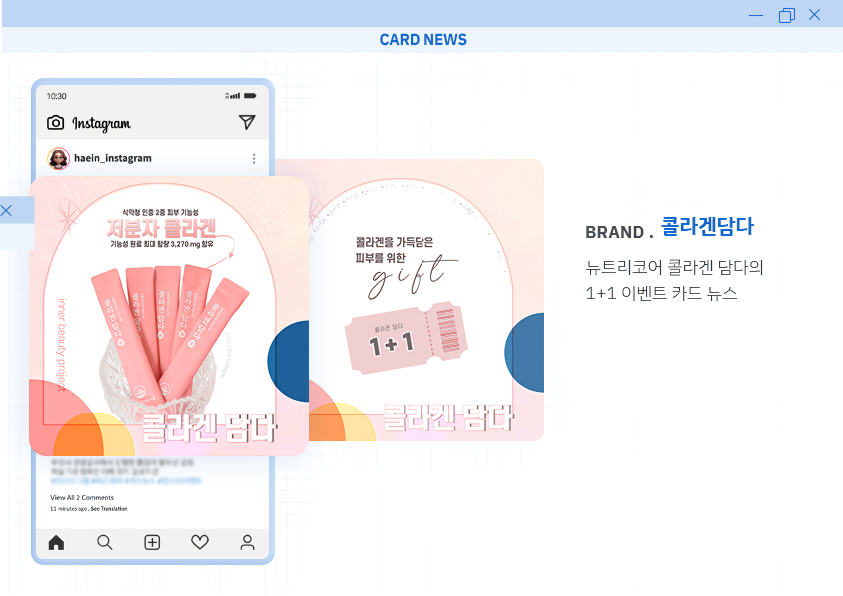 CARD NEWS
10:30
Instagram
haein_instagram
식약청 인증 2중 피부 기능성
저분자 콜라겐
기능성 원료 최대 함량 3,270 mg 함유
inner beauty project
콜라겐 담다
View All 2 Comments
11 minutes ago . See Translation
콜라겐을 가득담은
피부를 위한
gift
콜라겐 담다
1+1
콜라겐 담다
BRAND . 콜라겐담다
뉴트리코어 콜라겐 담다의
1+1 이벤트 카드 뉴스